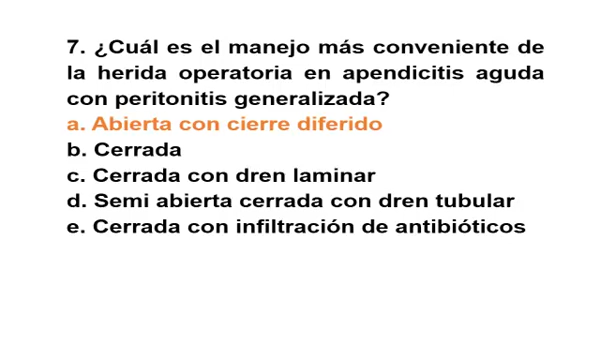 7. ¿Cuál es el manejo más conveniente de
la herida operatoria en apendicitis aguda
con peritonitis generalizada?
a. Abierta con cierre diferido
b. Cerrada
c. Cerrada con dren laminar
d. Semi abierta cerrada con dren tubular
e. Cerrada con infiltración de antibióticos